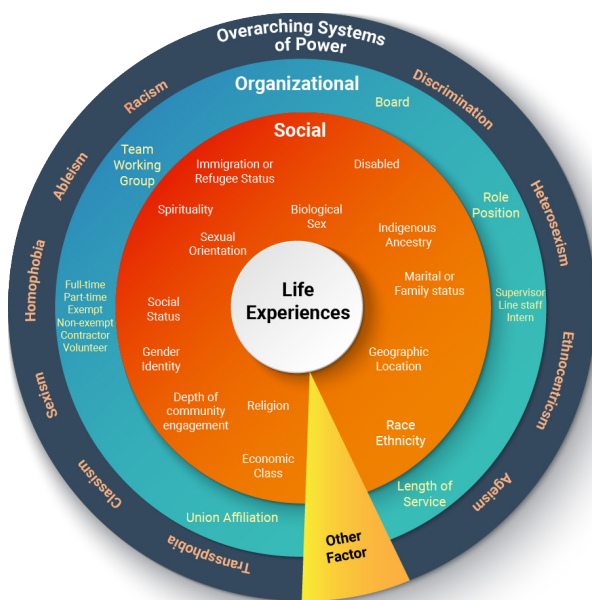 Overarching Systems
of Power
Discrimination
Heterosexism
Ethnocentricsm
Ageism
Transphobia
Classism
Sexism
Homophobia
Ableism
Racism
Organizational
Board
Team
Working
Group
Role
Position
Full-time
Part-time
Exempt
Non-exempt
Contractor
Volunteer
Supervisor
Line staff
Intern
Length of
Service
Union Affiliation
Social
Immigration or
Refugee Status
Disabled
Spirituality
Biological
Sex
Sexual
Orientation
Indigenous
Ancestry
Marital or
Family status
Social
Status
Gender
Identity
Geographic
Location
Depth of
community
engagement
Religion
Race
Ethnicity
Economic
Class
Life
Experiences
Other
Factor